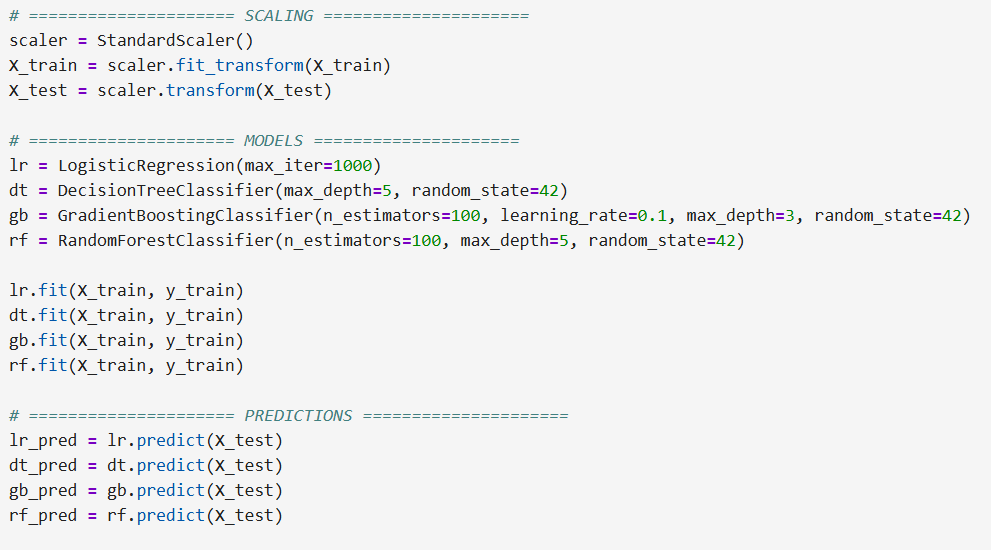 # ===================== SCALING =====================
scaler = StandardScaler()
X_train = scaler.fit_transform(X_train)
X_test = scaler.transform(X_test)
# ===================== MODELS =====================
lr = LogisticRegression(max_iter=1000)
dt = DecisionTreeClassifier(max_depth=5, random_state=42)
gb = GradientBoostingClassifier(n_estimators=100, learning_rate=0.1, max_depth=3, random_state=42)
rf = RandomForestClassifier(n_estimators=100, max_depth=5, random_state=42)
lr.fit(X_train, y_train)
dt.fit(X_train, y_train)
gb.fit(X_train, y_train)
rf.fit(X_train, y_train)
# ===================== PREDICTIONS =====================
lr_pred = lr.predict(X_test)
dt_pred = dt.predict(X_test)
gb_pred = gb.predict(X_test)
rf_pred = rf.predict(X_test)